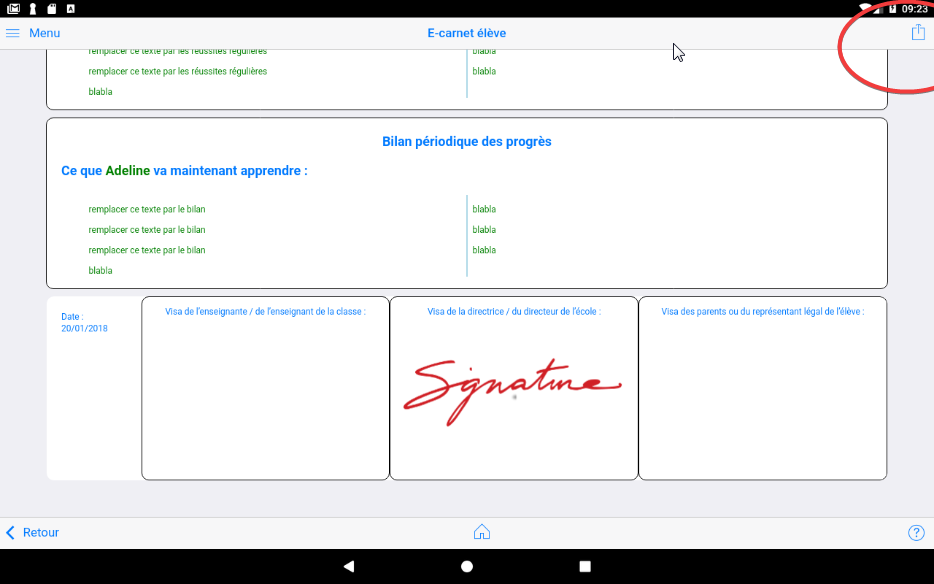 09:23
Menu
E-carnet élève
remplacer ce texte par les réussites régulières
blabla
remplacer ce texte par les réussites régulières
blabla
blabla
Bilan périodique des progrès
Ce que Adeline va maintenant apprendre :
remplacer ce texte par le bilan
blabla
remplacer ce texte par le bilan
blabla
remplacer ce texte par le bilan
blabla
blabla
Date :
20/01/2018
Visa de l'enseignante / de l'enseignant de la classe :
Visa de la directrice / du directeur de l'école :
Signature
Visa des parents ou du représentant légal de l'élève :
Retour